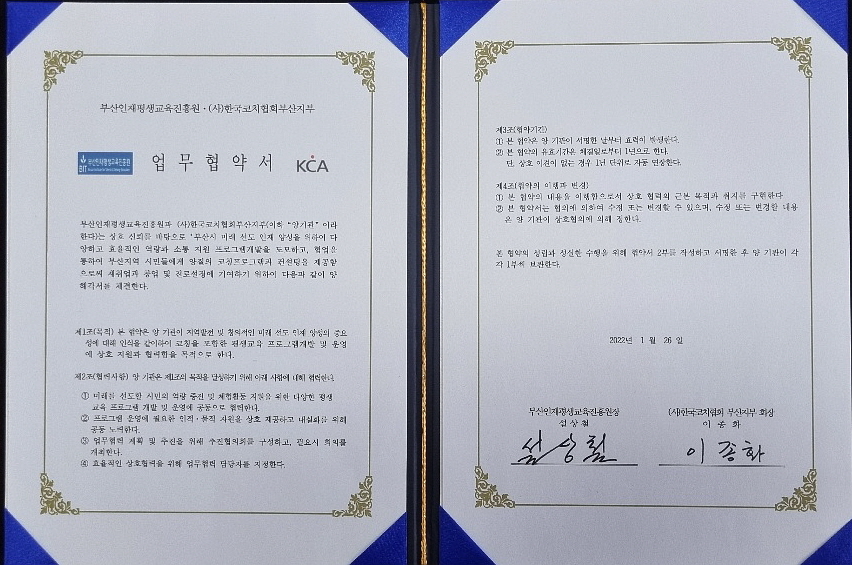 부산인재평생교육진흥원 · (사)한국코치협회부산지부
BIT 부산인재평생교육진흥원
업 무 협 약 서
KCA
부산인재평생교육진흥원과 (사)한국코치협회부산지부(이하 "양기관" 이라
한다)는 상호 신뢰를 바탕으로 '부산시 미래 선도 인재 양성을 위하여 다
양하고 효율적인 역량과 소통 지원 프로그램개발을 도모하고, 협업을
통하여 부산지역 시민들에게 양질의 코칭프로그램과 컨설팅을 제공함
으로써 재취업과 창업 및 진로선정에 기여하기 위하여 다음과 같이 양
해각서를 체결한다.
제1조(목적) 본 협약은 양 기관이 지역발전 및 창의적인 미래 선도 인재 양성의 중요
성에 대해 인식을 같이하여 코칭을 포함한 평생교육 프로그램개발 및 운영
에 상호 지원과 협력함을 목적으로 한다.
제2조(협력사항) 양 기관은 제1조의 목적을 달성하기 위해 아래 사항에 대해 협력한다.
① 미래를 선도할 시민의 역량 증진 및 체험활동 지원을 위한 다양한 평생
교육 프로그램 개발 및 운영에 공동으로 협력한다.
② 프로그램 운영에 필요한 인적·물적 자원을 상호 제공하고 내실화를 위해
공동 노력한다.
③ 업무협력 계획 및 추진을 위해 추진협의회를 구성하고, 필요시 회의를
개최한다.
④ 효율적인 상호협력을 위해 업무협력 담당자를 지정한다.
제3조(협약기간)
① 본 협약은 양 기관이 서명한 날부터 효력이 발생한다.
② 본 협약의 유효기간은 체결일로부터 1년으로 한다.
단, 상호 이견이 없는 경우 1년 단위로 자동 연장한다.
제4조(협약의 이행과 변경)
① 본 협약의 내용을 이행함으로서 상호 협력의 근본 목적과 취지를 구현한다
② 본 협약서는 협의에 의하여 수정 또는 변경할 수 있으며, 수정 또는 변경한 내용
은 양 기관이 상호협의에 의해 정한다.
본 협약의 성립과 성실한 수행을 위해 협약서 2부를 작성하고 서명한 후 양 기관이 각
각 1부씩 보관한다.
2022년 1 월 26 일
부산인재평생교육진흥원장
설 상 철
설상철
(사)한국코치협회 부산지부 회장
이 종 화
이종화